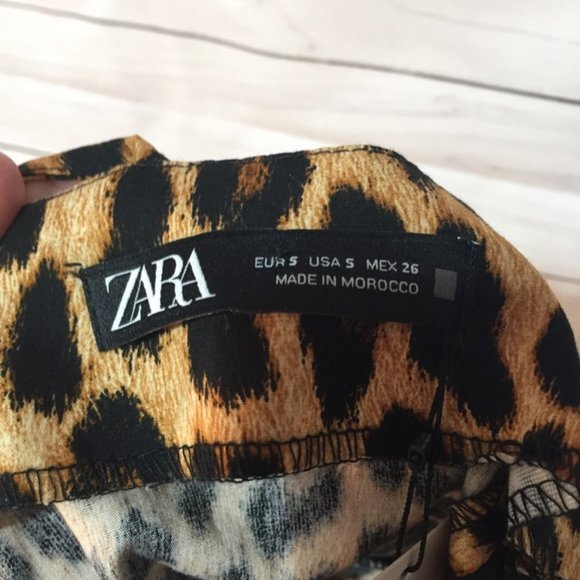 ZARA
EUR S USA S MEX 26
MADE IN MOROCCO